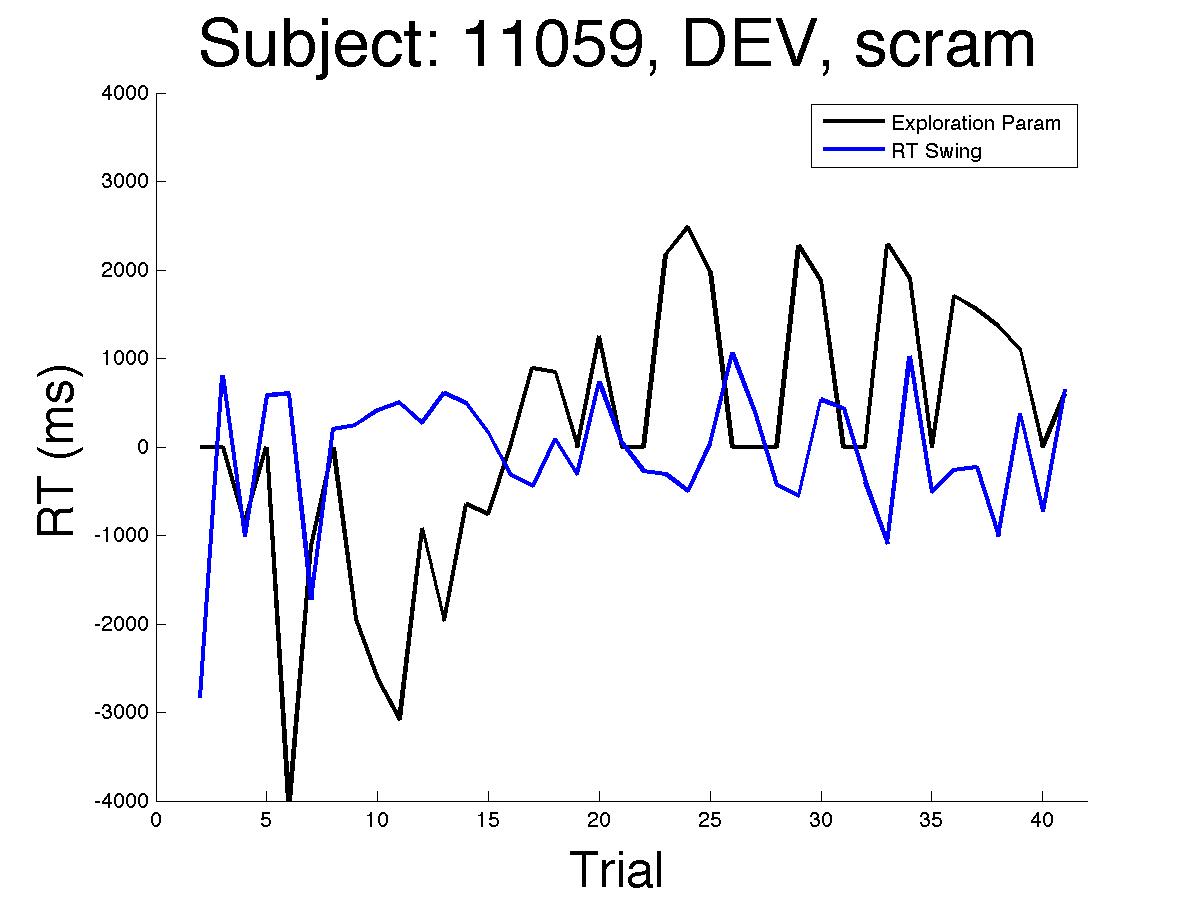 Subject: 11059, DEV, scram
4000
3000
2000
1000
0
-1000
-2000
-3000
-4000
RT (ms)
Exploration Param
RT Swing
0 5 10 15 20 25 30 35 40
Trial